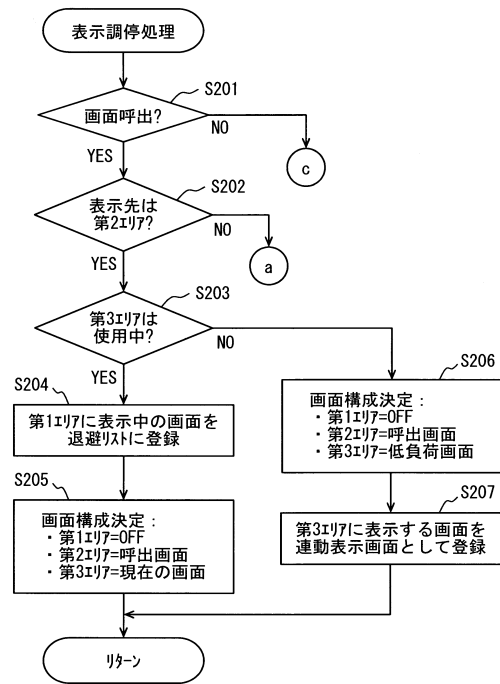 表示調停処理
S201
画面呼出?
NO
YES
c
S202
表示先は
第2ｴﾘｱ?
NO
YES
a
S203
第3ｴﾘｱは
使用中?
NO
YES
S204
第1ｴﾘｱに表示中の画面を
退避ﾘｽﾄに登録
S205
画面構成決定：
・第1ｴﾘｱ=OFF
・第2ｴﾘｱ=呼出画面
・第3ｴﾘｱ=現在の画面
S206
画面構成決定：
・第1ｴﾘｱ=OFF
・第2ｴﾘｱ=呼出画面
・第3ｴﾘｱ=低負荷画面
S207
第3ｴﾘｱに表示する画面を
連動表示画面として登録
ﾘﾀｰﾝ